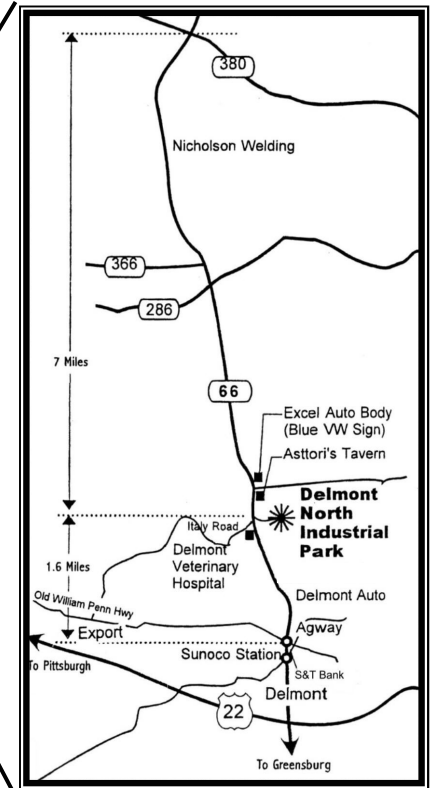 380
Nicholson Welding
366
286
7 Miles
66
Excel Auto Body
(Blue VW Sign)
Asttori's Tavern
Delmont
North
Industrial
Park
Italy Road
Delmont
Veterinary
Hospital
1.6 Miles
Delmont Auto
Old William Penn Hwy
Export
Agway
Sunoco Station
To Pittsburgh
S&T Bank
Delmont
22
To Greensburg